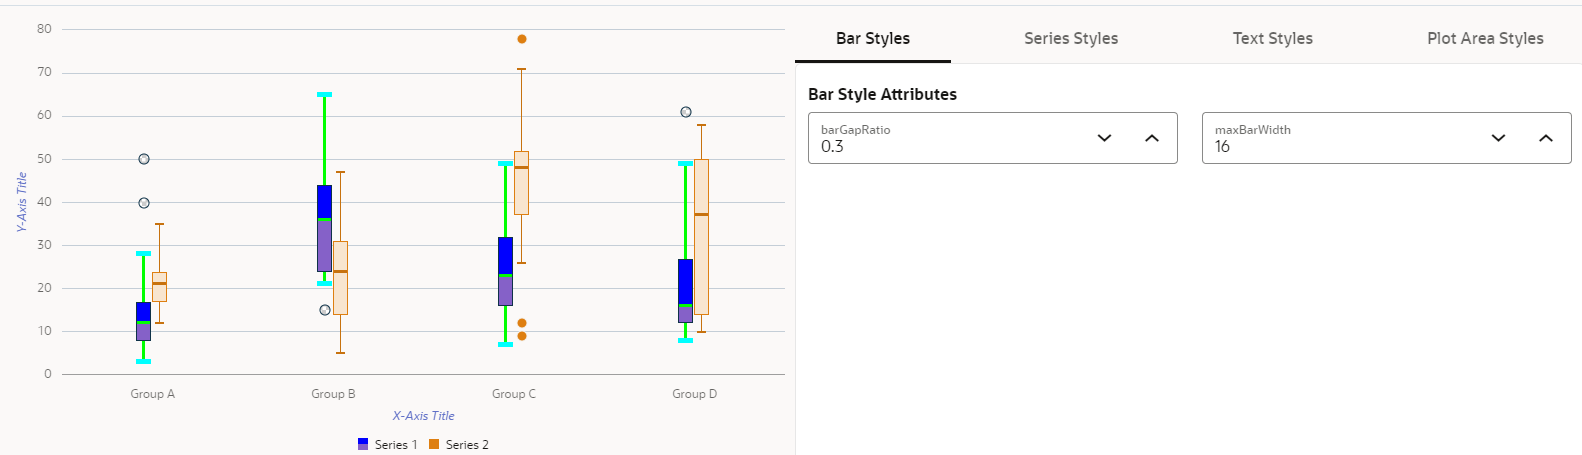 80
70
60
50
40
30
20
10
0
Y-Axis Title
Group A
Group B
Group C
Group D
X-Axis Title
Series 1
Series 2
Bar Styles
Series Styles
Text Styles
Plot Area Styles
Bar Style Attributes
barGapRatio
0.3
maxBarWidth
16